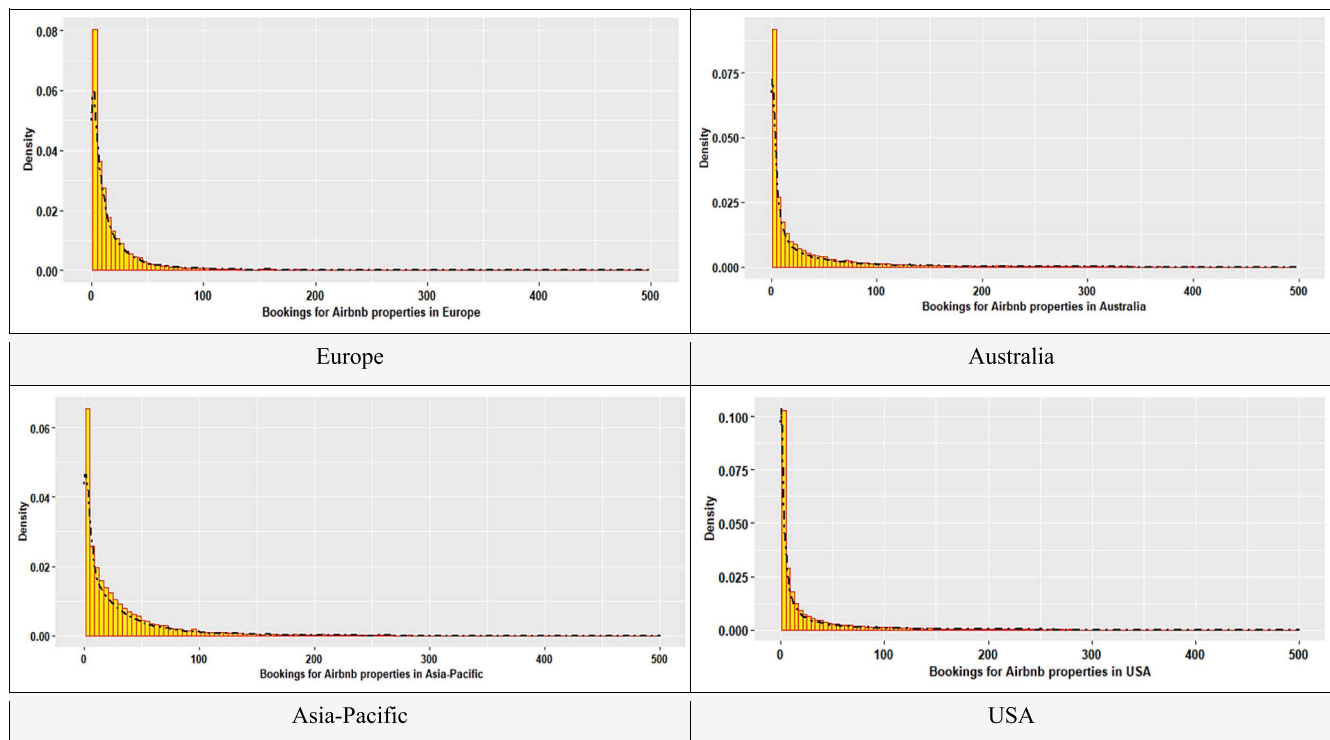 0.08
0.06
0.04
0.02
0.00
Density
0 100 200 300 400 500
Bookings for Airbnb properties in Europe
0.075
0.050
0.025
0.000
Density
0 100 200 300 400 500
Bookings for Airbnb properties in Australia
Europe
Australia
0.06
0.04
0.02
0.00
Density
0 100 200 300 400 500
Bookings for Airbnb properties in Asia-Pacific
0.100
0.075
0.050
0.025
0.000
Density
0 100 200 300 400 500
Bookings for Airbnb properties in USA
Asia-Pacific
USA